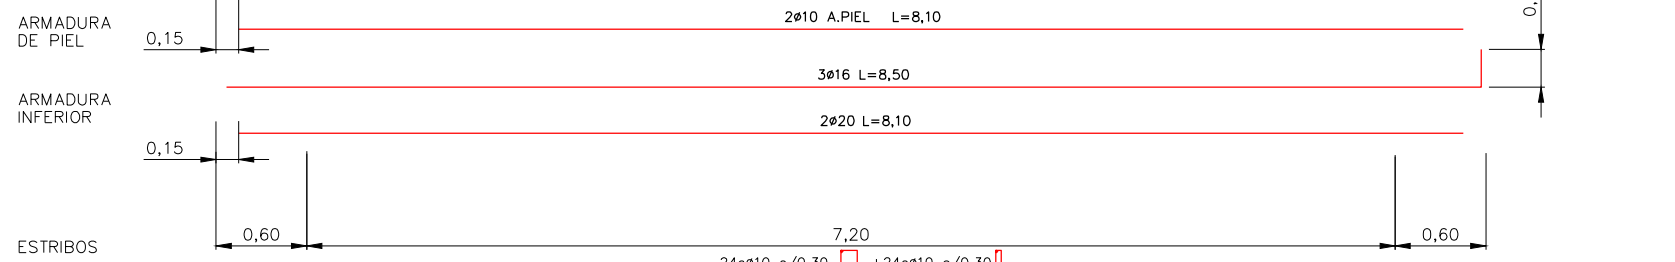 ARMADURA
DE PIEL
0,15
2ø10 A.PIEL L=8,10
0,
3ø16 L=8,50
ARMADURA
INFERIOR
2ø20 L=8,10
0,15
ESTRIBOS
0,60
7,20
0,60